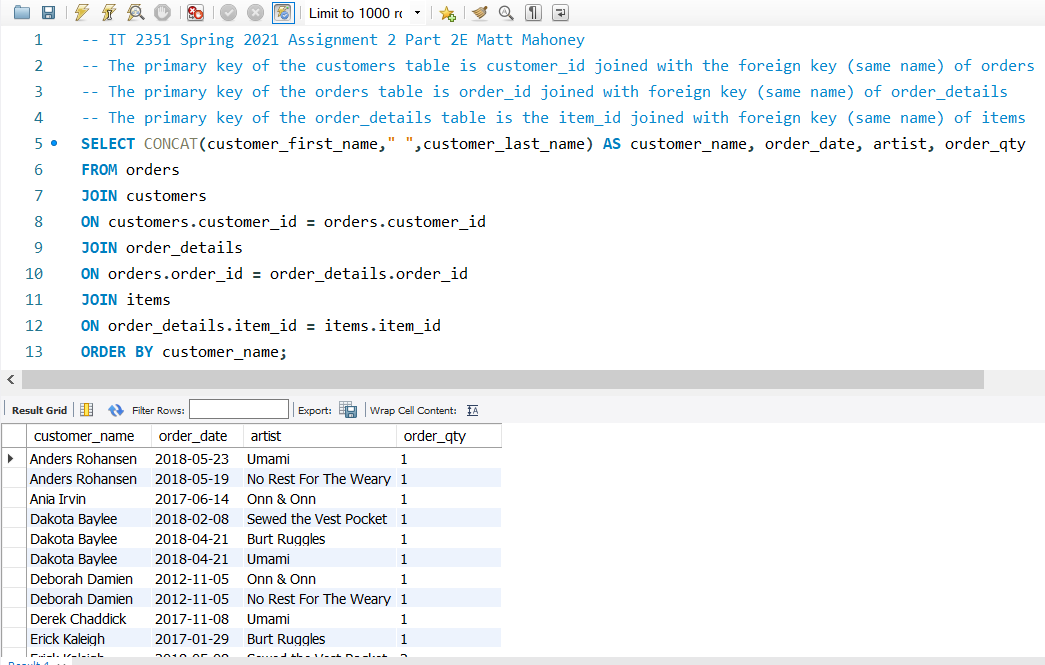 Limit to 1000 rc
1 -- IT 2351 Spring 2021 Assignment 2 Part 2E Matt Mahoney
2 -- The primary key of the customers table is customer_id joined with the foreign key (same name) of orders
3 -- The primary key of the orders table is order_id joined with foreign key (same name) of order_details
4 -- The primary key of the order_details table is the item_id joined with foreign key (same name) of items
5 SELECT CONCAT(customer_first_name," ",customer_last_name) AS customer_name, order_date, artist, order_qty
6 FROM orders
7 JOIN customers
8 ON customers.customer_id = orders.customer_id
9 JOIN order_details
10 ON orders.order_id = order_details.order_id
11 JOIN items
12 ON order_details.item_id = items.item_id
13 ORDER BY customer_name;
Result Grid Filter Rows: Export: Wrap Cell Content: IA
customer_name order_date artist order_qty
Anders Rohansen 2018-05-23 Umami 1
Anders Rohansen 2018-05-19 No Rest For The Weary 1
Ania Irvin 2017-06-14 Onn & Onn 1
Dakota Baylee 2018-02-08 Sewed the Vest Pocket 1
Dakota Baylee 2018-04-21 Burt Ruggles 1
Dakota Baylee 2018-04-21 Umami 1
Deborah Damien 2012-11-05 Onn & Onn 1
Deborah Damien 2012-11-05 No Rest For The Weary 1
Derek Chaddick 2017-11-08 Umami 1
Erick Kaleigh 2017-01-29 Burt Ruggles 1